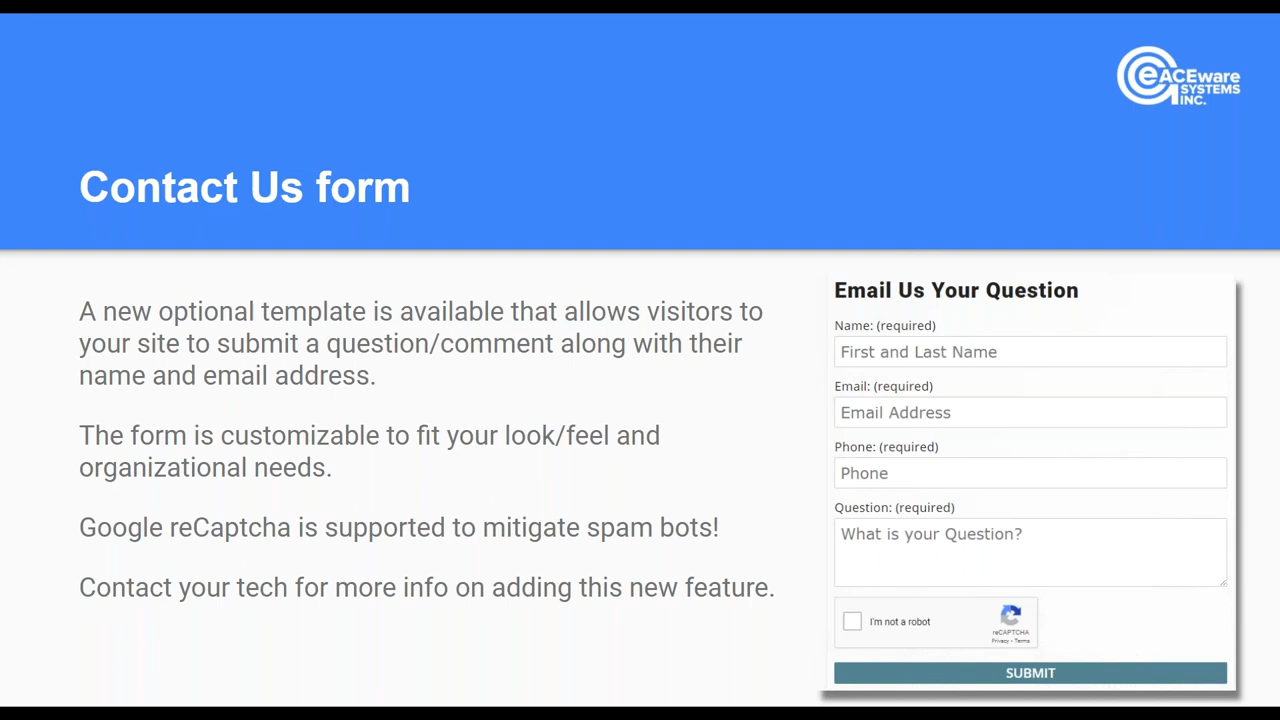 ACEware
SYSTEMS
INC.
Contact Us form
A new optional template is available that allows visitors to
your site to submit a question/comment along with their
name and email address.
The form is customizable to fit your look/feel and
organizational needs.
Google reCaptcha is supported to mitigate spam bots!
Contact your tech for more info on adding this new feature.
Email Us Your Question
Name: (required)
First and Last Name
Email: (required)
Email Address
Phone: (required)
Phone
Question: (required)
What is your Question?
I'm not a robot
reCAPTCHA
Privacy - Terms
SUBMIT